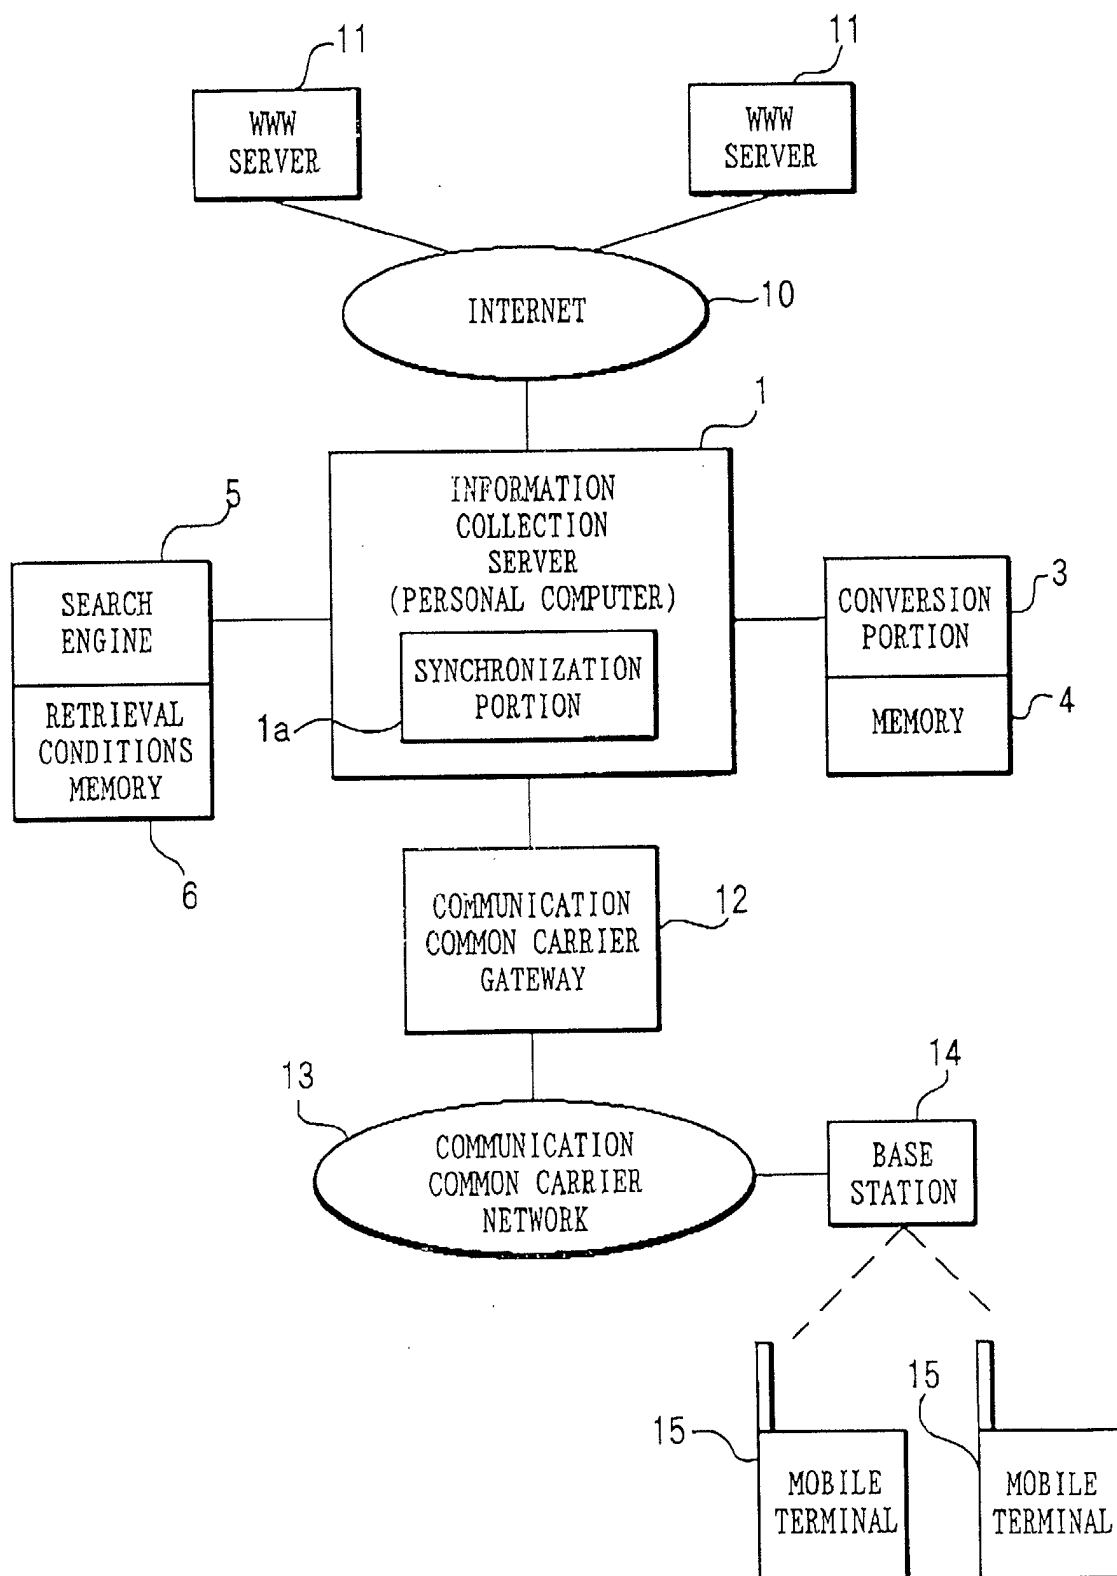 11
11
WWW
SERVER
WWW
SERVER
INTERNET
10
1
INFORMATION
COLLECTION
SERVER
(PERSONAL COMPUTER)
5
SEARCH
ENGINE
RETRIEVAL
CONDITIONS
MEMORY
6
SYNCHRONIZATION
PORTION
1a
CONVERSION
PORTION
3
MEMORY
4
COMMUNICATION
COMMON CARRIER
GATEWAY
12
13
COMMUNICATION
COMMON CARRIER
NETWORK
14
BASE
STATION
15
MOBILE
TERMINAL
15
MOBILE
TERMINAL